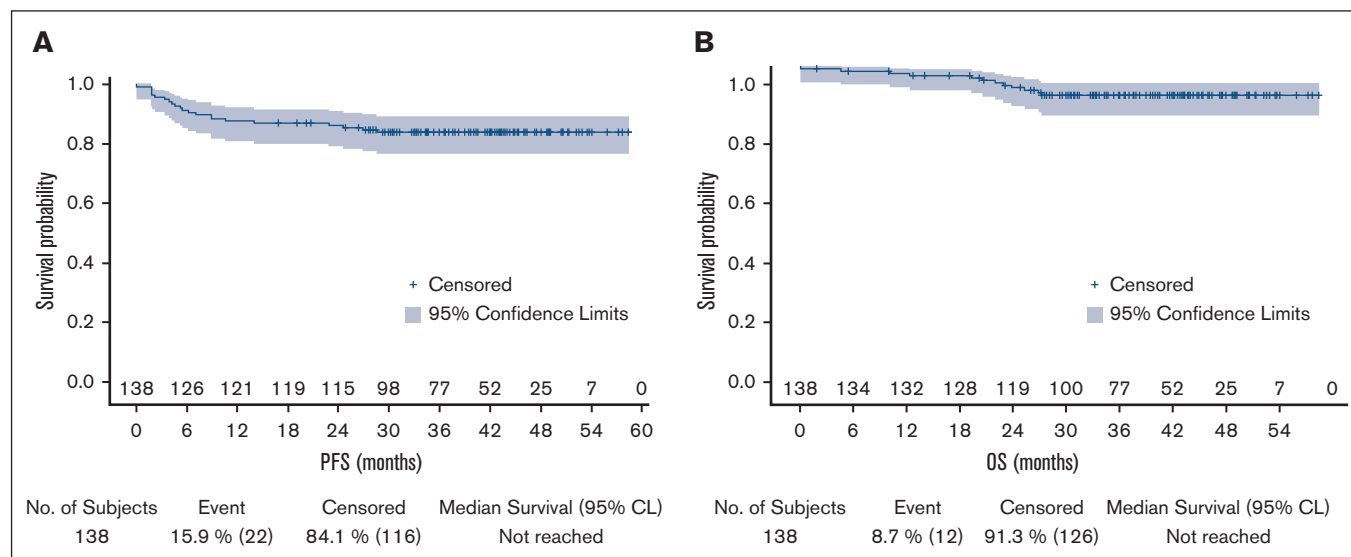 A
1.0
0.8
0.6
0.4
0.2
0.0
Survival probability
+ Censored
95% Confidence Limits
138 126 121 119 115 98 77 52 25 7 0
0 6 12 18 24 30 36 42 48 54 60
PFS (months)
No. of Subjects Event Censored Median Survival (95% CL)
138 15.9 % (22) 84.1 % (116) Not reached
B
1.0
0.8
0.6
0.4
0.2
0.0
Survival probability
+ Censored
95% Confidence Limits
138 134 132 128 119 100 77 52 25 7 0
0 6 12 18 24 30 36 42 48 54
OS (months)
No. of Subjects Event Censored Median Survival (95% CL)
138 8.7 % (12) 91.3 % (126) Not reached